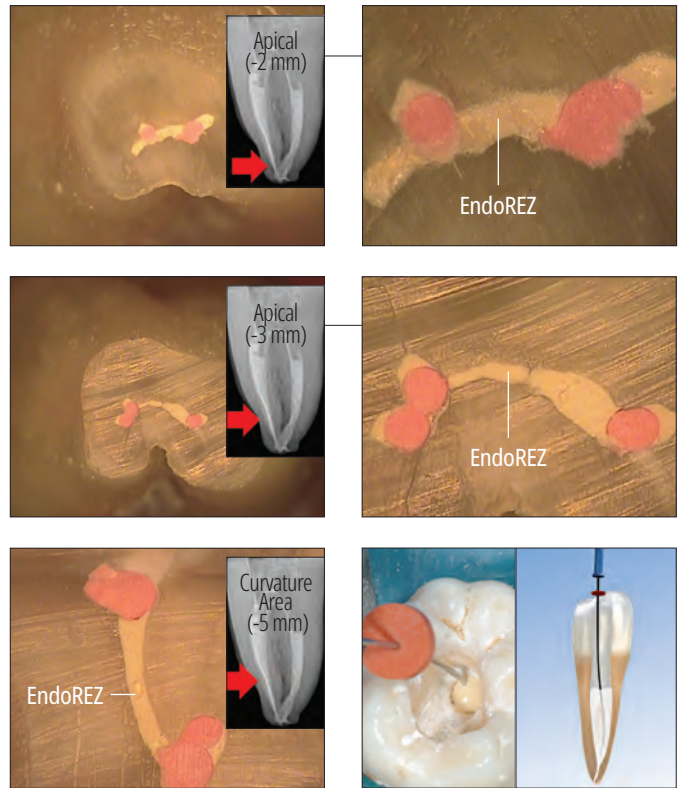 Apical
(-2 mm)
EndoREZ
Apical
(-3 mm)
EndoREZ
Curvature
Area
(-5 mm)
EndoREZ